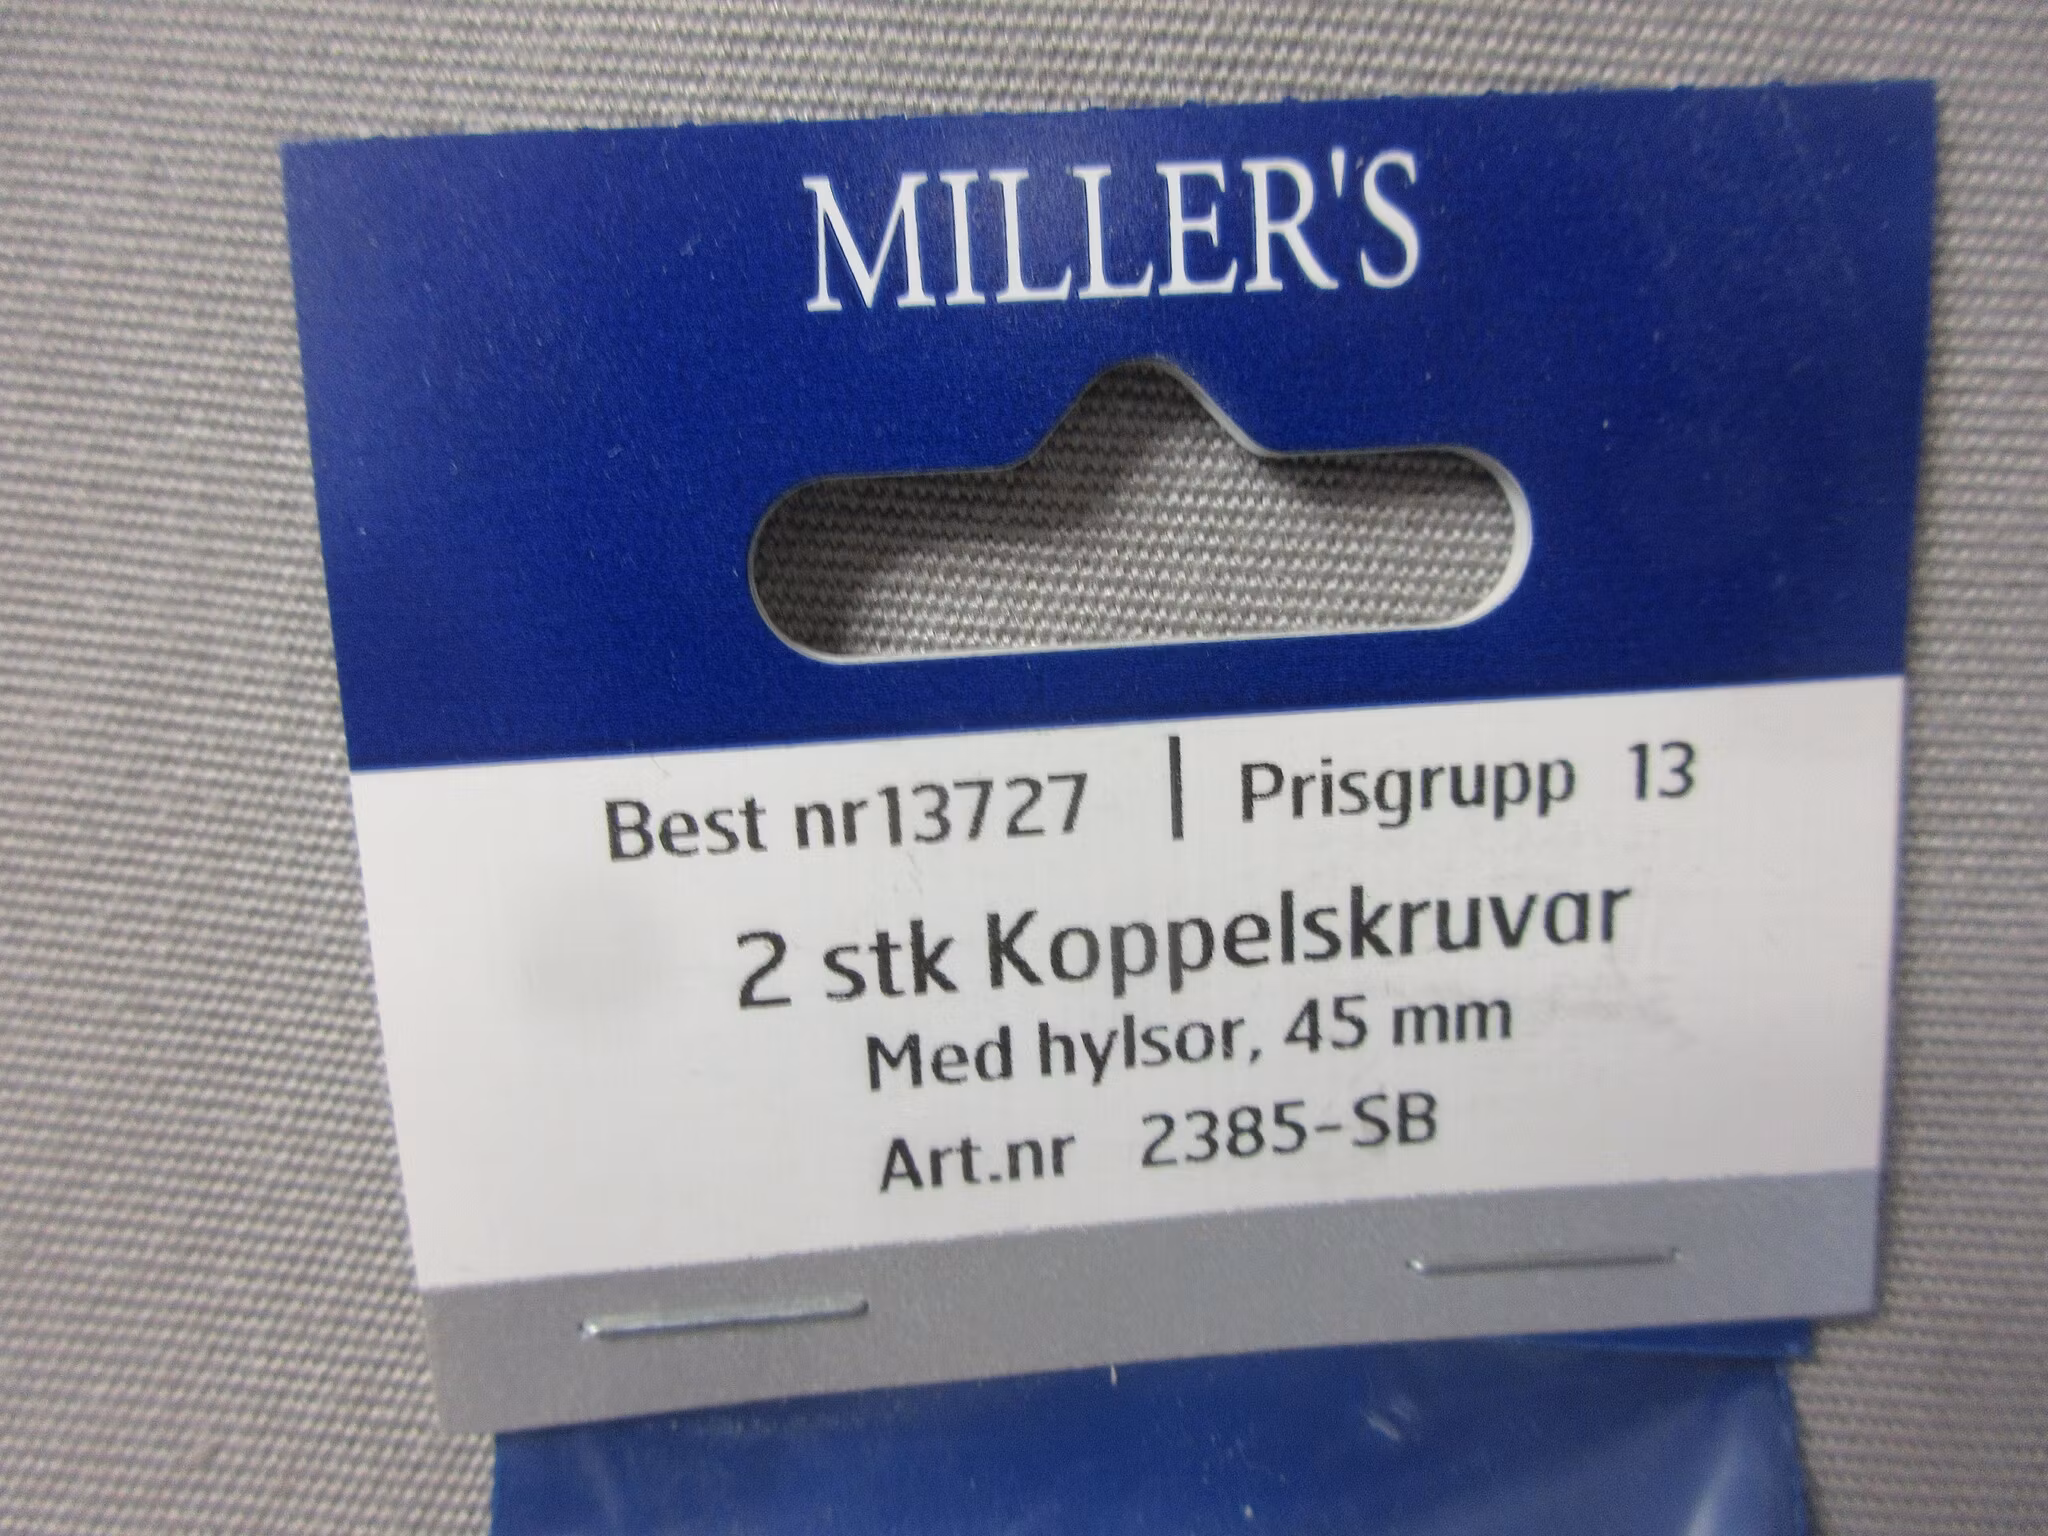 MILLER'S
Best nr13727 | Prisgrupp 13
2 stk Koppelskruvar
Med hylsor, 45 mm
Art.nr 2385-SB